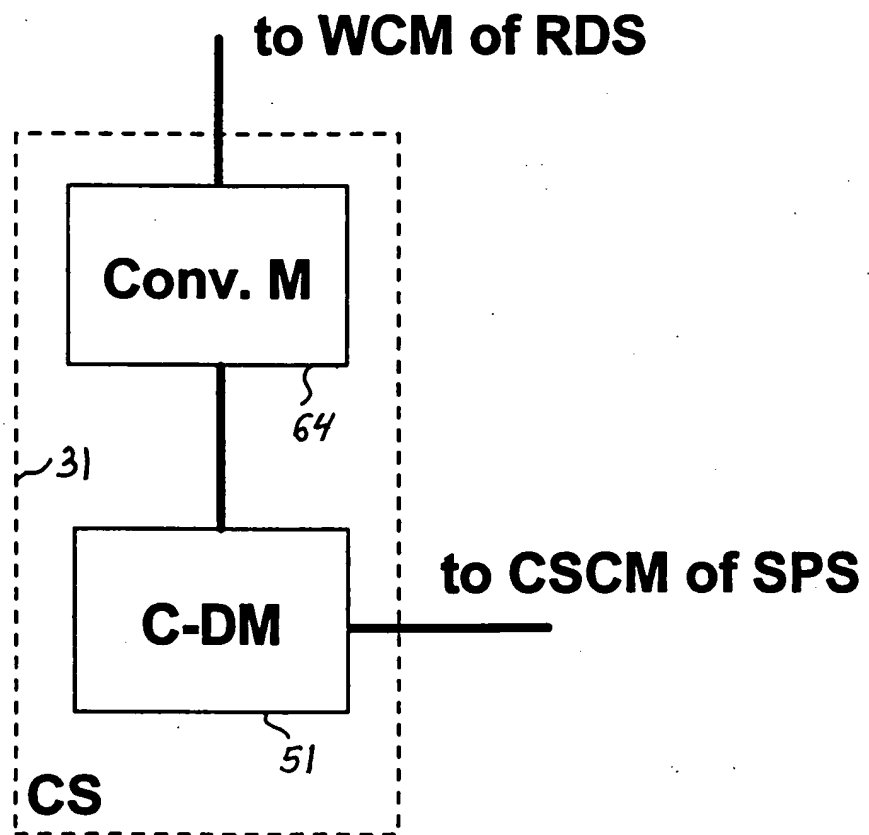 to WCM of RDS
Conv. M
64
31
to CSCM of SPS
C-DM
51
CS